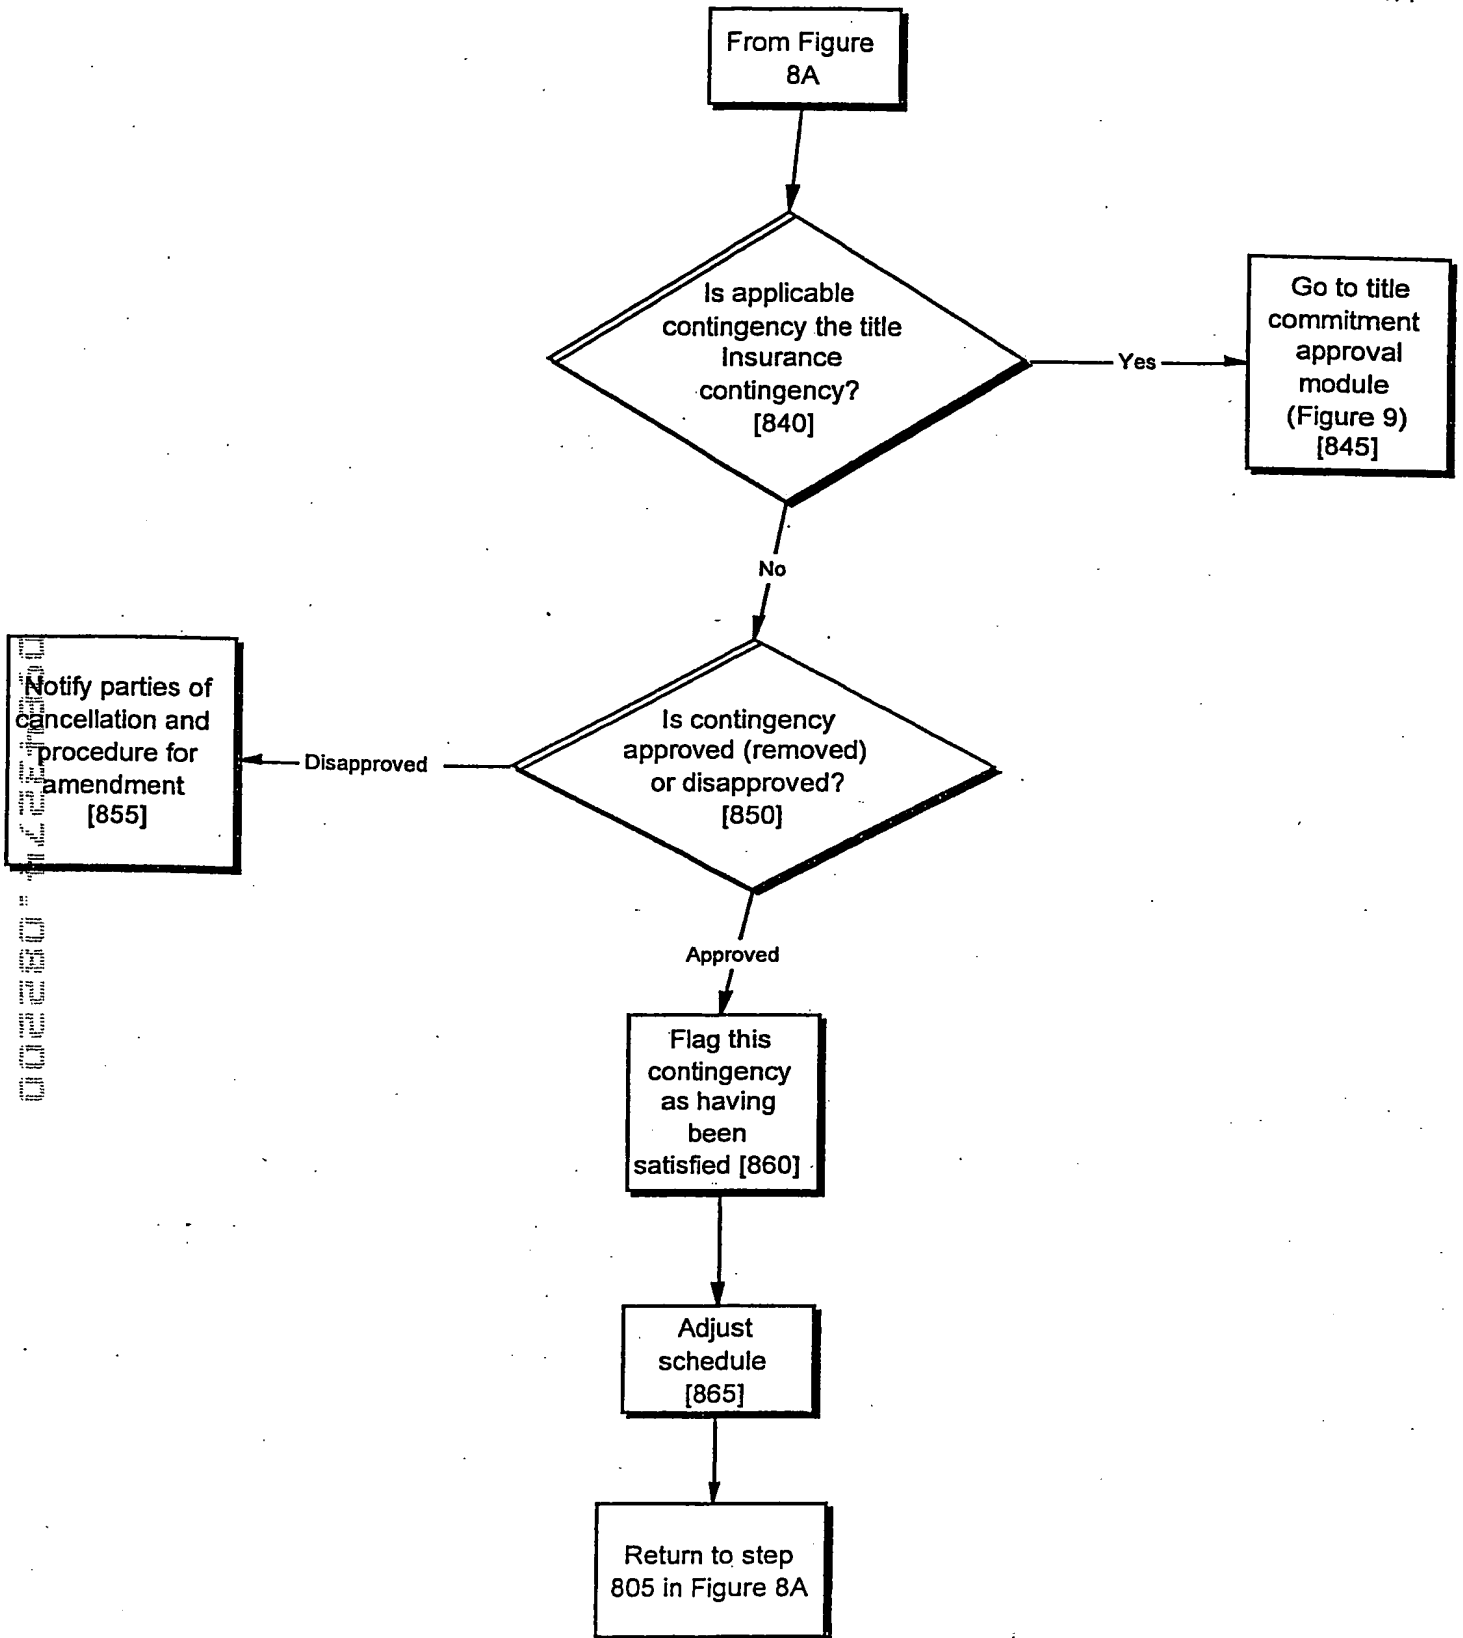 From Figure
8A
Is applicable
contingency the title
insurance
contingency?
[840]
Yes
Go to title
commitment
approval
module
(Figure 9)
[845]
No
Notify parties of
cancellation and
procedure for
amendment
[855]
Disapproved
Is contingency
approved (removed)
or disapproved?
[850]
Approved
Flag this
contingency
as having
been
satisfied [860]
Adjust
schedule
[865]
Return to step
805 in Figure 8A